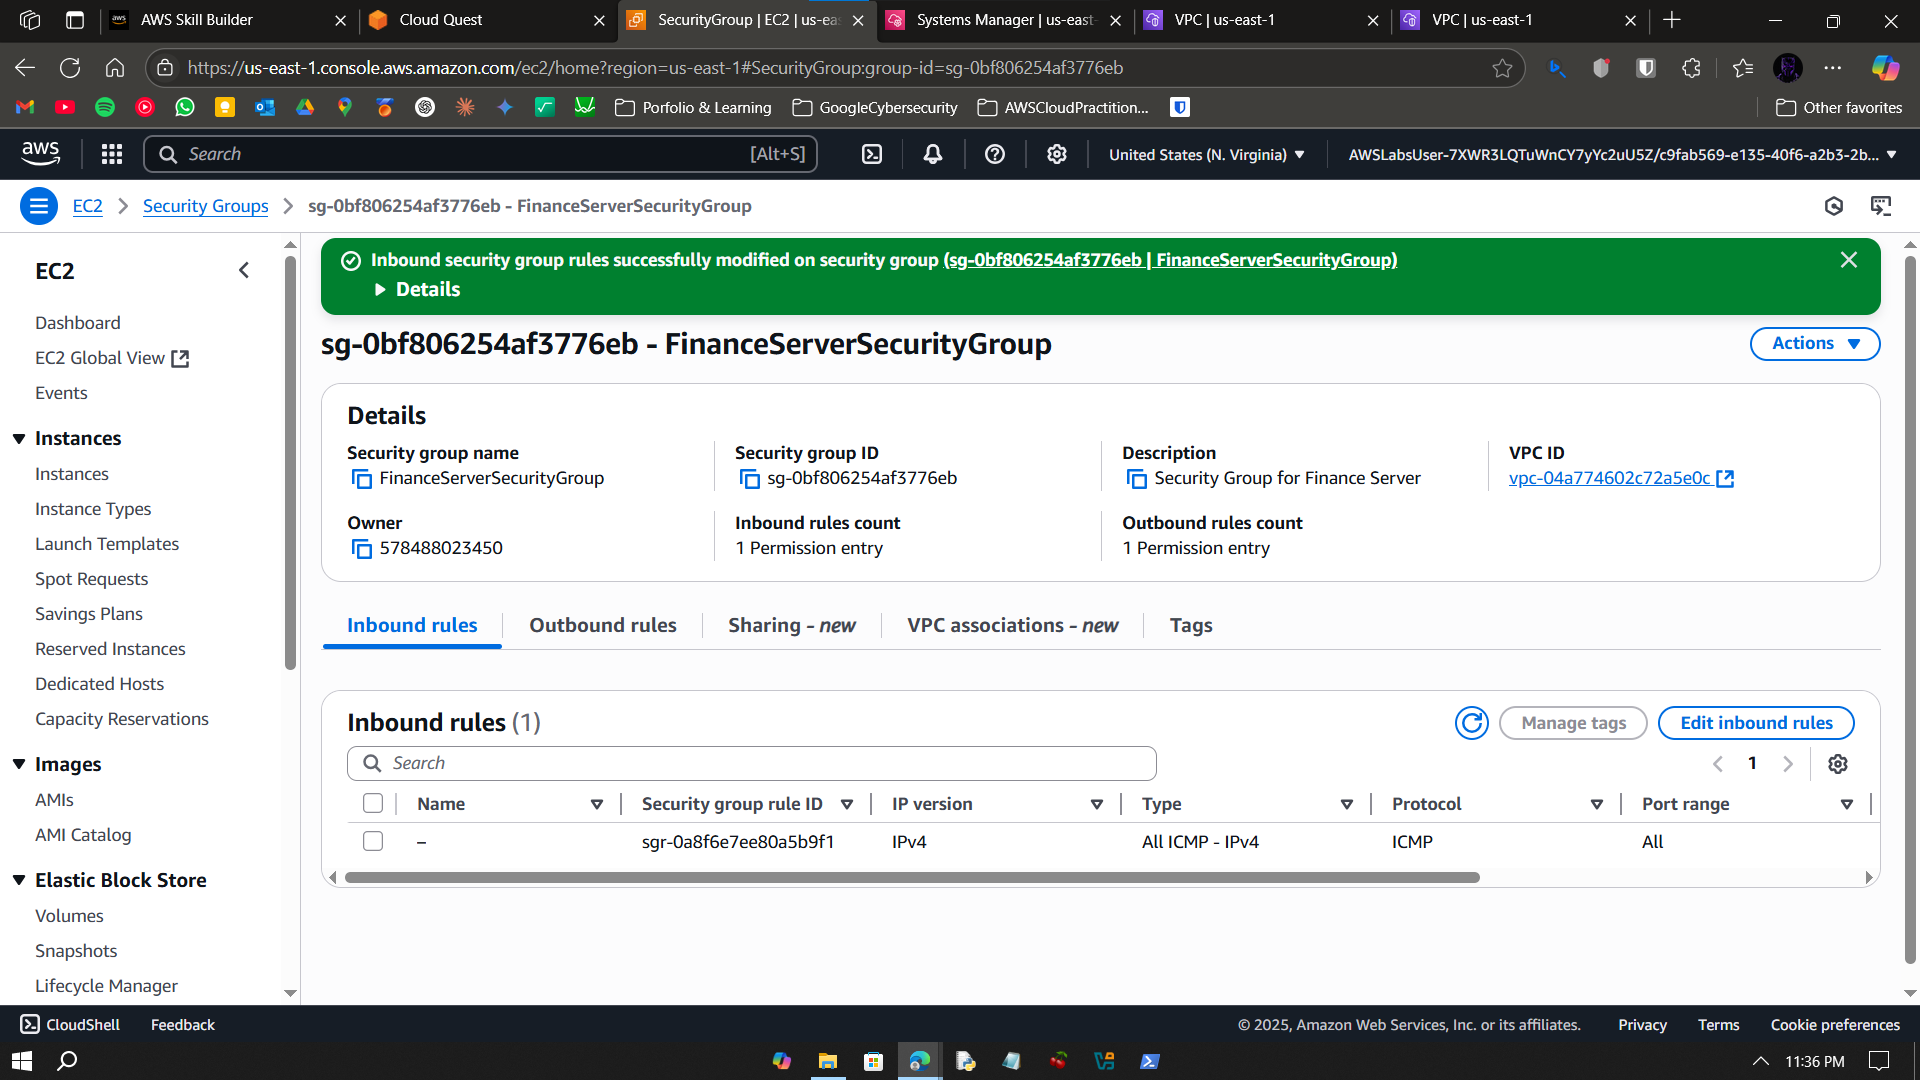 AWS Skill Builder
Cloud Quest
SecurityGroup | EC2 | us-eas
Systems Manager | us-east-
VPC | us-east-1
VPC | us-east-1
https://us-east-1.console.aws.amazon.com/ec2/home?region=us-east-1#SecurityGroup:group-id=sg-0bf806254af3776eb
Porfolio & Learning
GoogleCybersecurity
AWSCloudPractition...
Other favorites
aws
Search
[Alt+S]
United States (N. Virginia)
AWSLabsUser-7XWR3LQTuWnCY7yYc2uU5Z/c9fab569-e135-40f6-a2b3-2b...
EC2
Security Groups
sg-0bf806254af3776eb - FinanceServerSecurityGroup
EC2
Dashboard
EC2 Global View
Events
Instances
Instances
Instance Types
Launch Templates
Spot Requests
Savings Plans
Reserved Instances
Dedicated Hosts
Capacity Reservations
Images
AMIs
AMI Catalog
Elastic Block Store
Volumes
Snapshots
Lifecycle Manager
Inbound security group rules successfully modified on security group (sg-0bf806254af3776eb | FinanceServerSecurityGroup)
Details
sg-0bf806254af3776eb - FinanceServerSecurityGroup
Actions
Details
Security group name
FinanceServerSecurityGroup
Security group ID
sg-0bf806254af3776eb
Description
Security Group for Finance Server
VPC ID
vpc-04a774602c72a5e0c
Owner
578488023450
Inbound rules count
1 Permission entry
Outbound rules count
1 Permission entry
Inbound rules
Outbound rules
Sharing - new
VPC associations - new
Tags
Inbound rules (1)
Manage tags
Edit inbound rules
Search
1
Name
Security group rule ID
IP version
Type
Protocol
Port range
–
sgr-0a8f6e7ee80a5b9f1
IPv4
All ICMP - IPv4
ICMP
All
CloudShell
Feedback
© 2025, Amazon Web Services, Inc. or its affiliates.
Privacy
Terms
Cookie preferences
11:36 PM